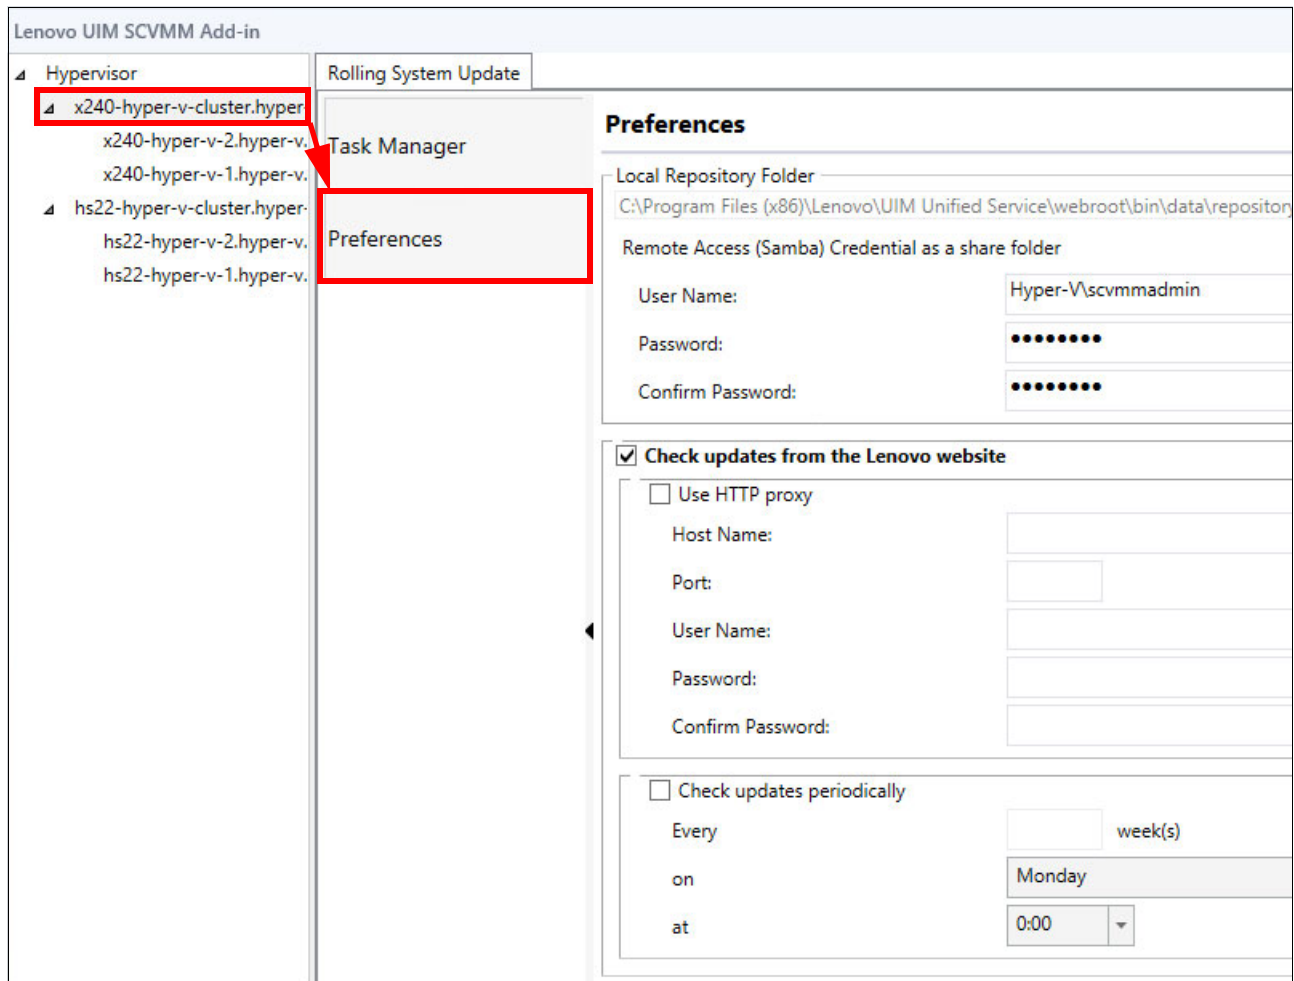 Lenovo UIM SCVMM Add-in
Hypervisor
x240-hyper-v-cluster.hyper-
x240-hyper-v-2.hyper-v.
x240-hyper-v-1.hyper-v.
hs22-hyper-v-cluster.hyper-
hs22-hyper-v-2.hyper-v.
hs22-hyper-v-1.hyper-v.
Rolling System Update
Task Manager
Preferences
Preferences
Local Repository Folder
C:\Program Files (x86)\Lenovo\UIM Unified Service\webroot\bin\data\repository
Remote Access (Samba) Credential as a share folder
User Name: Hyper-V\scvmmadmin
Password: ●●●●●●●●
Confirm Password: ●●●●●●●●
Check updates from the Lenovo website
Use HTTP proxy
Host Name:
Port:
User Name:
Password:
Confirm Password:
Check updates periodically
Every week(s)
on Monday
at 0:00